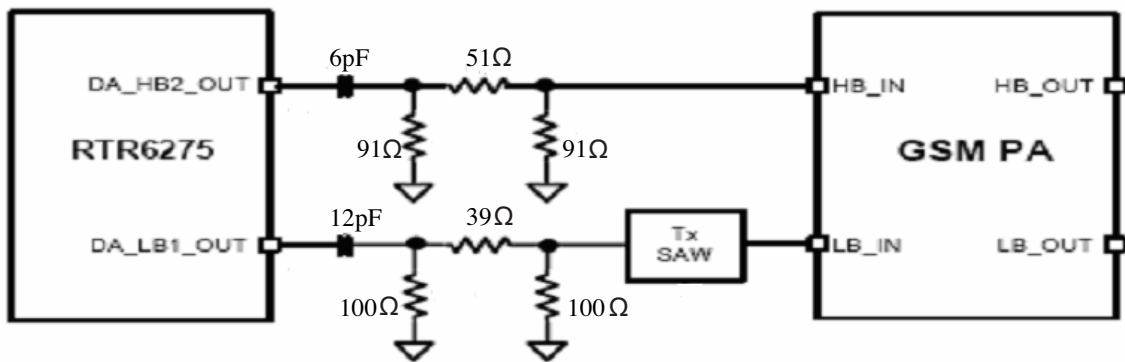 6pF 51Ω
DA_HB2_OUT HB_IN HB_OUT
RTR6275 91Ω 91Ω GSM PA
12pF 39Ω
DA_LB1_OUT Tx SAW LB_IN LB_OUT
100Ω 100Ω